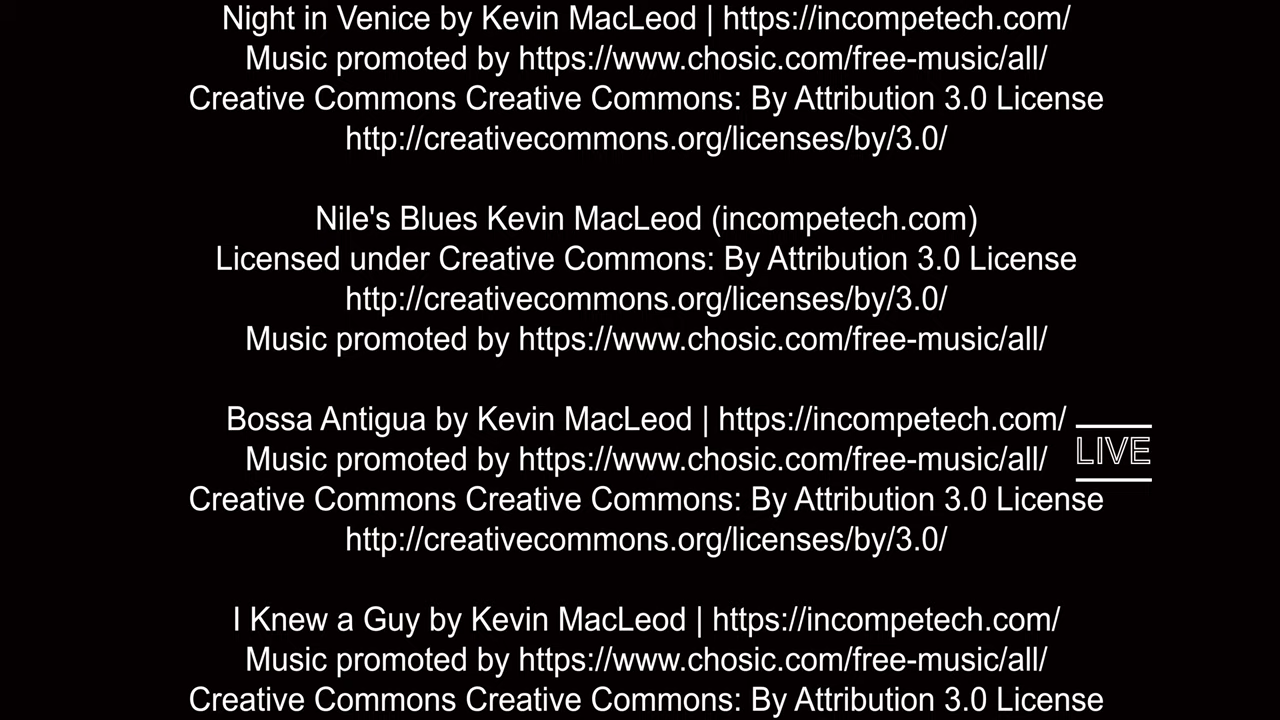 Night in Venice by Kevin MacLeod | https://incompetech.com/
Music promoted by https://www.chosic.com/free-music/all/
Creative Commons Creative Commons: By Attribution 3.0 License
http://creativecommons.org/licenses/by/3.0/
Nile's Blues Kevin MacLeod (incompetech.com)
Licensed under Creative Commons: By Attribution 3.0 License
http://creativecommons.org/licenses/by/3.0/
Music promoted by https://www.chosic.com/free-music/all/
Bossa Antigua by Kevin MacLeod | https://incompetech.com/
Music promoted by https://www.chosic.com/free-music/all/
LIVE
Creative Commons Creative Commons: By Attribution 3.0 License
http://creativecommons.org/licenses/by/3.0/
I Knew a Guy by Kevin MacLeod | https://incompetech.com/
Music promoted by https://www.chosic.com/free-music/all/
Creative Commons Creative Commons: By Attribution 3.0 License